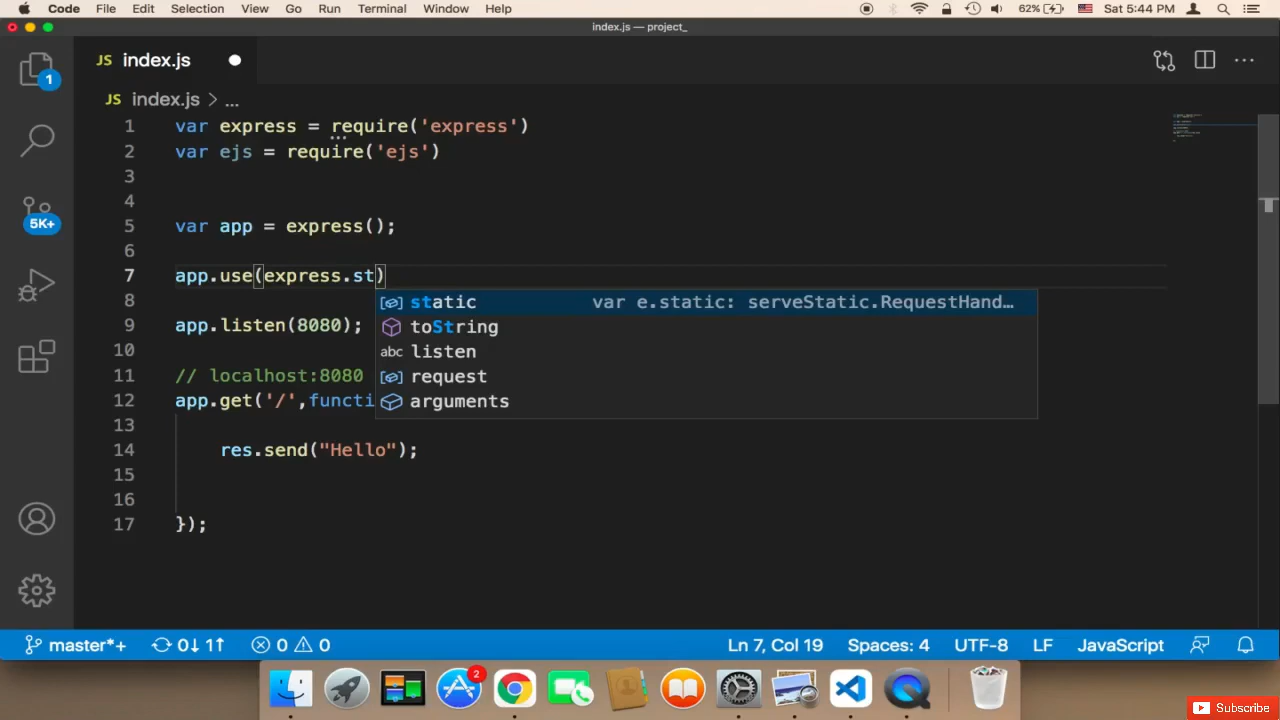 Code File Edit Selection View Go Run Terminal Window Help 62% Sat 5:44 PM
index.js — project_
JS index.js
1
JS index.js > ...
1 var express = require('express')
2 var ejs = require('ejs')
3
4
5 var app = express();
6
7 app.use(express.st)
static var e.static: serveStatic.RequestHand…
toString
abc listen
request
arguments
8
9 app.listen(8080);
10
11 // localhost:8080
12 app.get('/',functi
13
14 res.send("Hello");
15
16
17 });
5K+
master*+ 0↓ 1↑ 0 0 Ln 7, Col 19 Spaces: 4 UTF-8 LF JavaScript
2
Subscribe